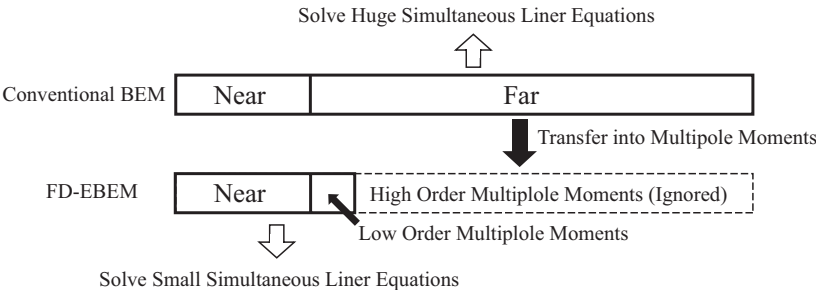 Solve Huge Simultaneous Liner Equations
Conventional BEM Near Far
Transfer into Multipole Moments
FD-EBEM Near High Order Multiplole Moments (Ignored)
Low Order Multiplole Moments
Solve Small Simultaneous Liner Equations